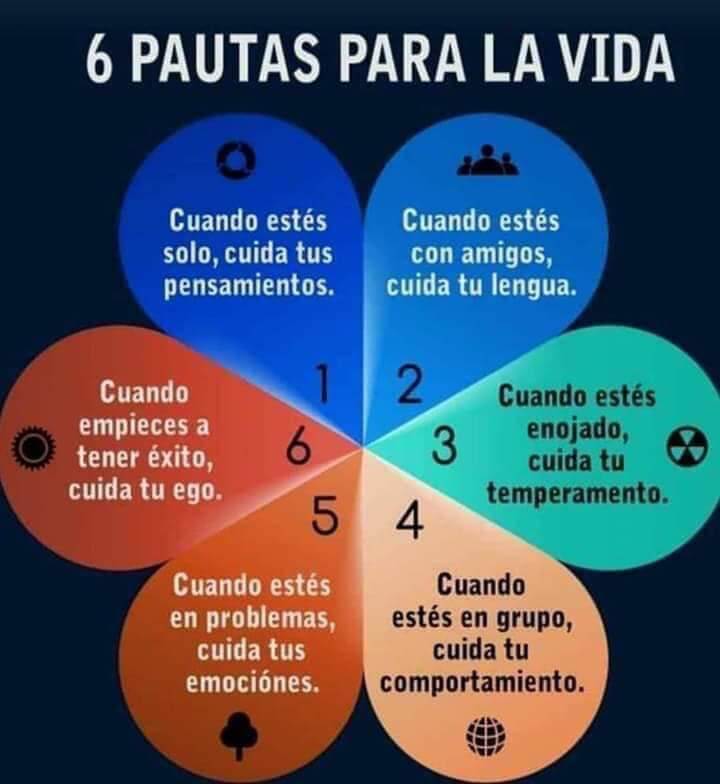 6 PAUTAS PARA LA VIDA
Cuando estés
solo, cuida tus
pensamientos.
1
Cuando estés
con amigos,
cuida tu lengua.
2
Cuando estés
enojado,
cuida tu
temperamento.
3
Cuando
estés en grupo,
cuida tu
comportamiento.
4
Cuando estés
en problemas,
cuida tus
emociónes.
5
Cuando
empieces a
tener éxito,
cuida tu ego.
6